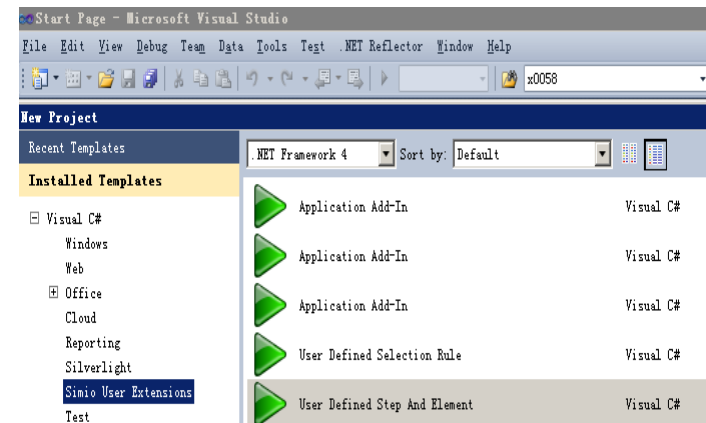 Start Page - Microsoft Visual Studio
File Edit View Debug Team Data Tools Test .NET Reflector Window Help
x0058
New Project
Recent Templates
.NET Framework 4 Sort by: Default
Installed Templates
Visual C#
Windows
Web
Office
Cloud
Reporting
Silverlight
Simio User Extensions
Test
Application Add-In Visual C#
Application Add-In Visual C#
Application Add-In Visual C#
User Defined Selection Rule Visual C#
User Defined Step And Element Visual C#